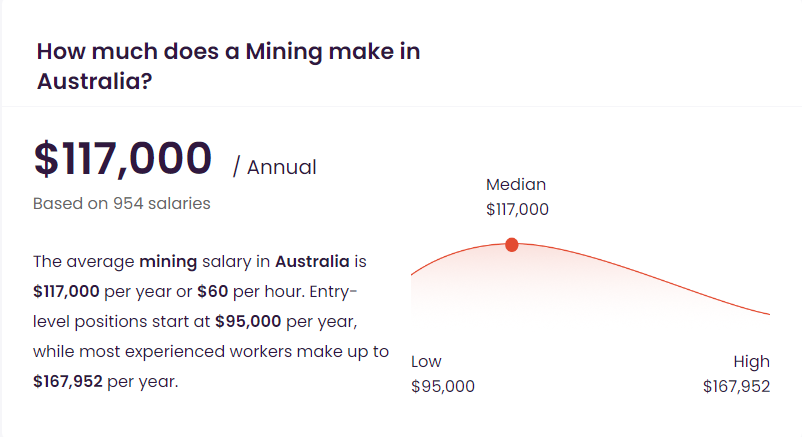 How much does a Mining make in
Australia?
$117,000 / Annual
Based on 954 salaries
The average mining salary in Australia is
$117,000 per year or $60 per hour. Entry-
level positions start at $95,000 per year,
while most experienced workers make up to
$167,952 per year.
Median
$117,000
Low
$95,000
High
$167,952